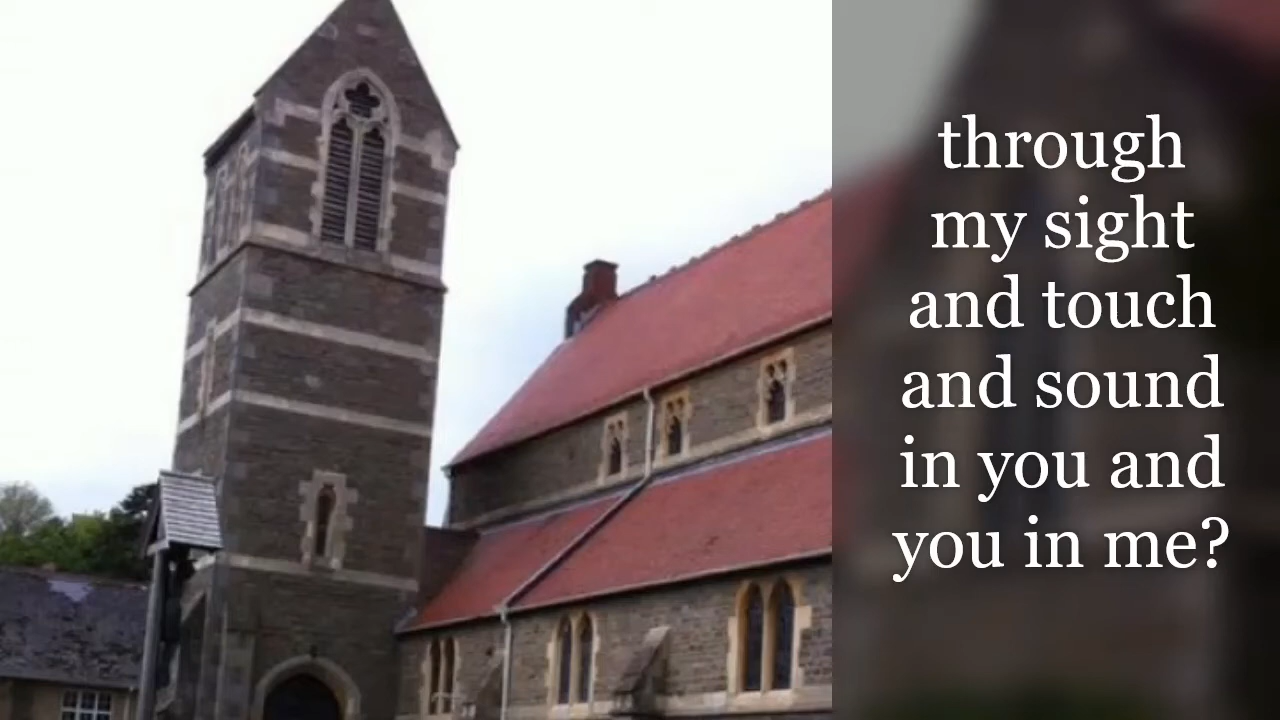 through
my sight
and touch
and sound
in you and
you in me?